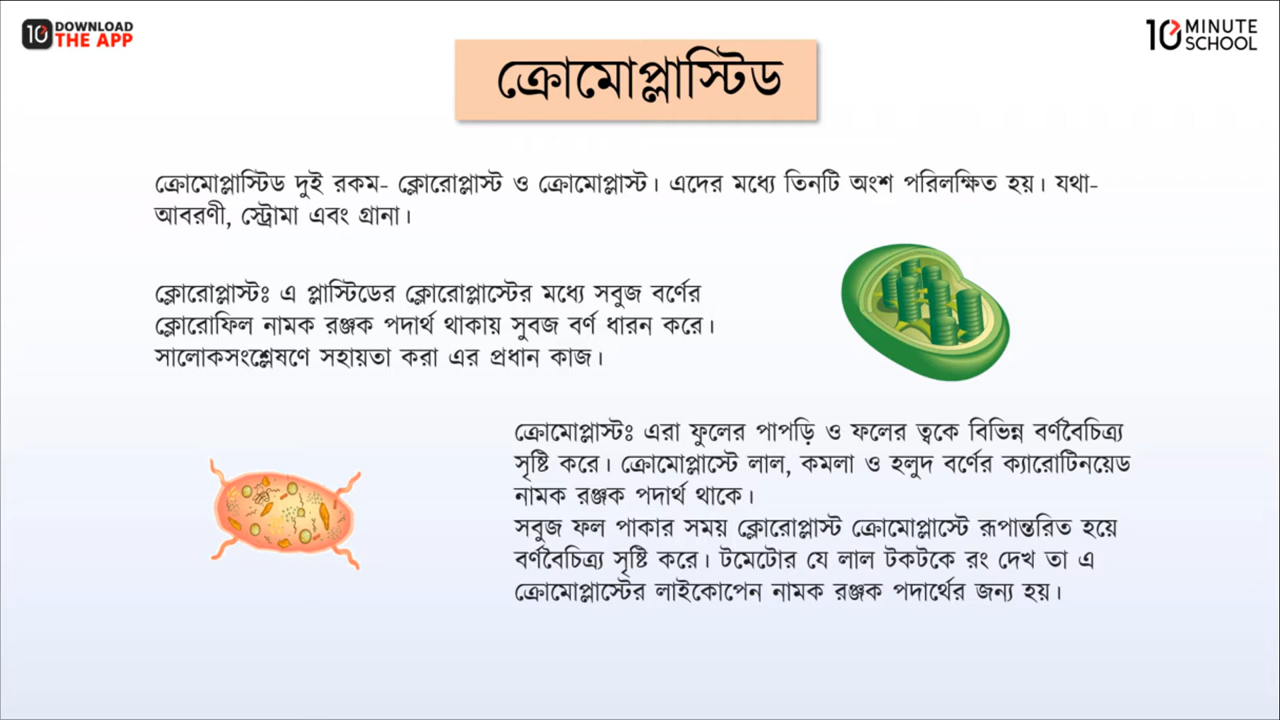 10 DOWNLOAD
THE APP
10 MINUTE
SCHOOL
ক্রোমোপ্লাস্টিড
ক্রোমোপ্লাস্টিড দুই রকম- ক্লোরোপ্লাস্ট ও ক্রোমোপ্লাস্ট। এদের মধ্যে তিনটি অংশ পরিলক্ষিত হয়। যথা-
আবরণী, স্ট্রোমা এবং গ্রানা।
ক্লোরোপ্লাস্টঃ এ প্লাস্টিডের ক্লোরোপ্লাস্টের মধ্যে সবুজ বর্ণের
ক্লোরোফিল নামক রঞ্জক পদার্থ থাকায় সুবজ বর্ণ ধারন করে।
সালোকসংশ্লেষণে সহায়তা করা এর প্রধান কাজ।
ক্রোমোপ্লাস্টঃ এরা ফুলের পাপড়ি ও ফলের ত্বকে বিভিন্ন বর্ণবৈচিত্র্য
সৃষ্টি করে। ক্রোমোপ্লাস্টে লাল, কমলা ও হলুদ বর্ণের ক্যারোটিনয়েড
নামক রঞ্জক পদার্থ থাকে।
সবুজ ফল পাকার সময় ক্লোরোপ্লাস্ট ক্রোমোপ্লাস্টে রূপান্তরিত হয়ে
বর্ণবৈচিত্র্য সৃষ্টি করে। টমেটোর যে লাল টকটকে রং দেখ তা এ
ক্রোমোপ্লাস্টের লাইকোপেন নামক রঞ্জক পদার্থের জন্য হয়।